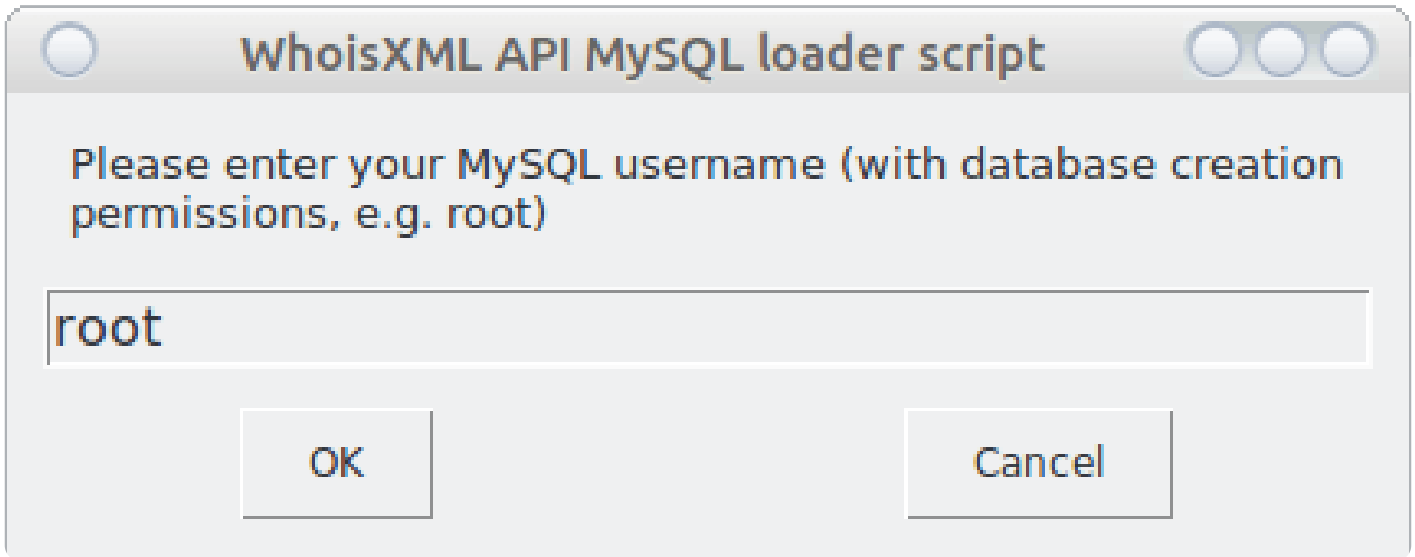 WhoisXML API MySQL loader script
Please enter your MySQL username (with database creation
permissions, e.g. root)
root
OK
Cancel